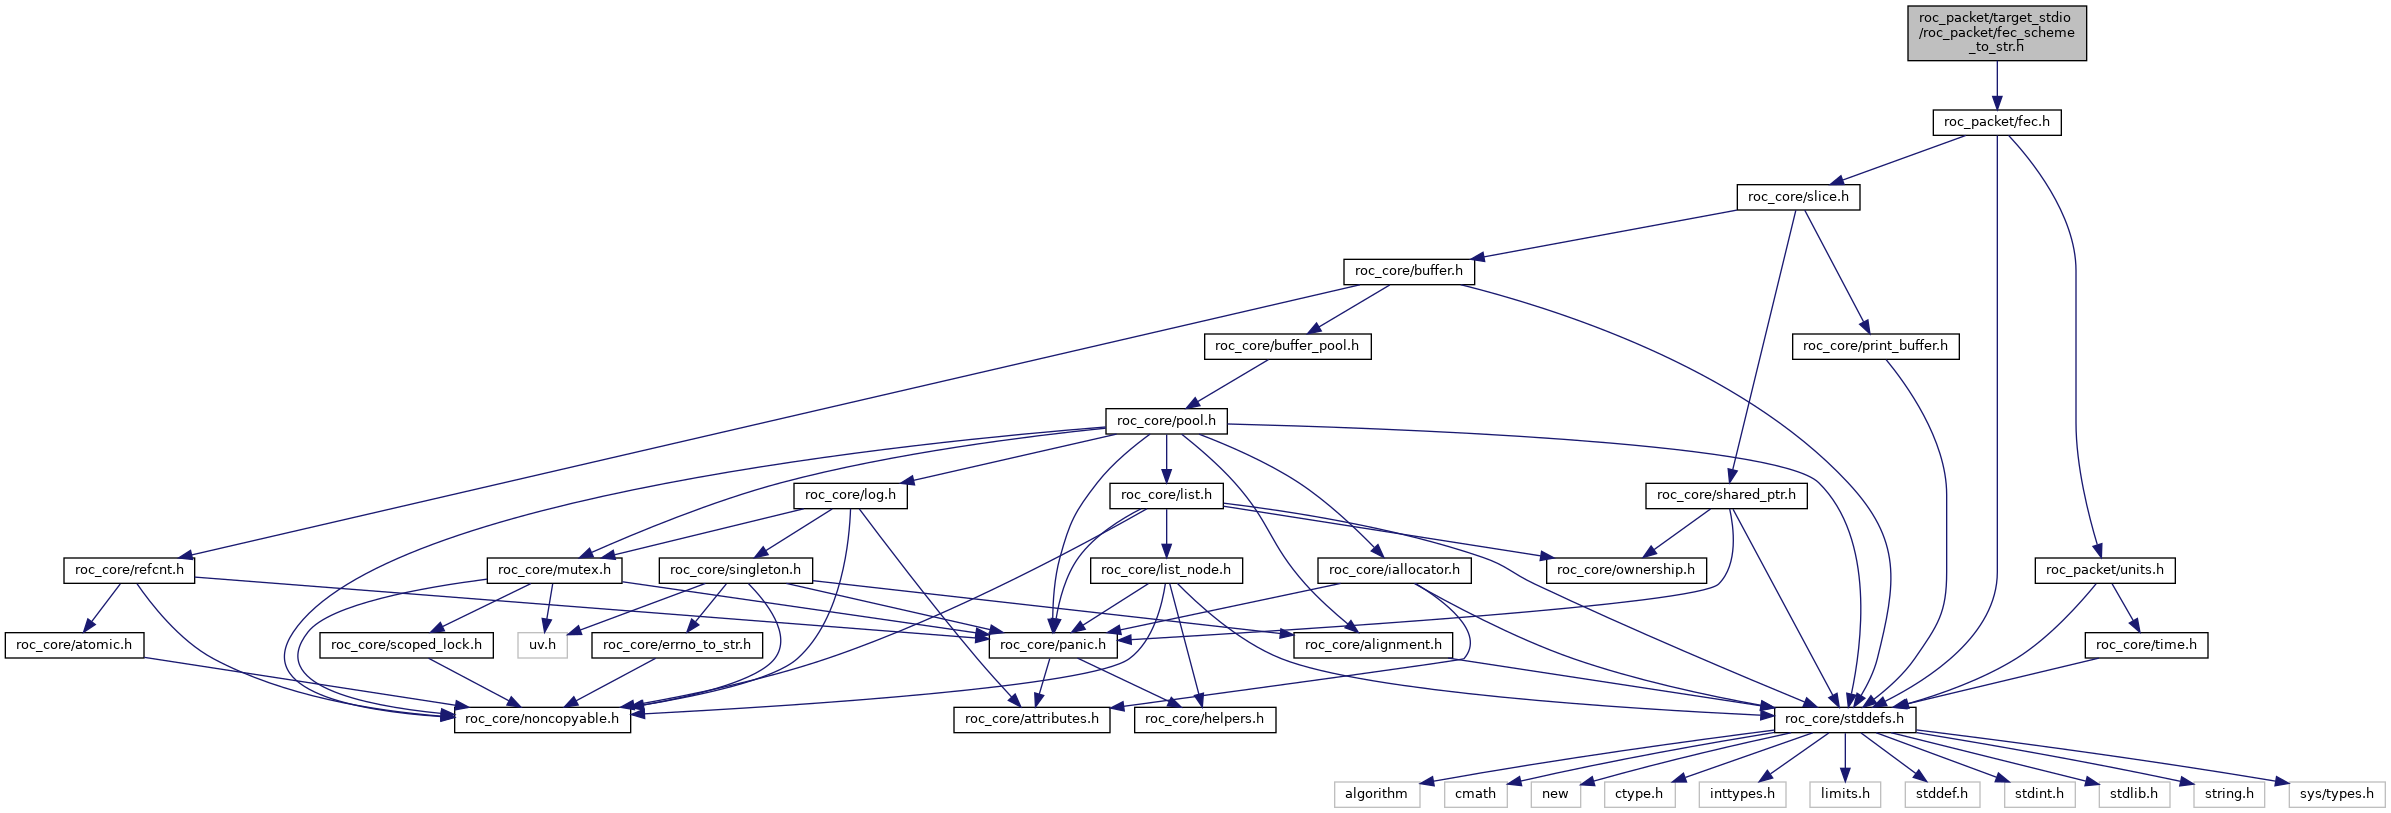 roc_packet/target_stdio
/roc_packet/fec_scheme
_to_str.h
roc_packet/fec.h
roc_core/slice.h
roc_core/buffer.h
roc_core/buffer_pool.h
roc_core/print_buffer.h
roc_core/pool.h
roc_core/log.h
roc_core/list.h
roc_core/shared_ptr.h
roc_core/refcnt.h
roc_core/mutex.h
roc_core/singleton.h
roc_core/list_node.h
roc_core/iallocator.h
roc_core/ownership.h
roc_packet/units.h
roc_core/atomic.h
roc_core/scoped_lock.h
uv.h
roc_core/errno_to_str.h
roc_core/panic.h
roc_core/alignment.h
roc_core/time.h
roc_core/noncopyable.h
roc_core/attributes.h
roc_core/helpers.h
roc_core/stddefs.h
algorithm
cmath
new
ctype.h
inttypes.h
limits.h
stddef.h
stdint.h
stdlib.h
string.h
sys/types.h